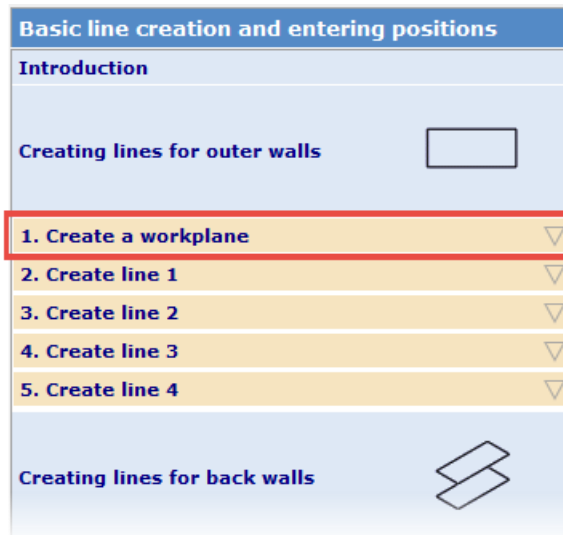 Basic line creation and entering positions
Introduction
Creating lines for outer walls
1. Create a workplane
2. Create line 1
3. Create line 2
4. Create line 3
5. Create line 4
Creating lines for back walls